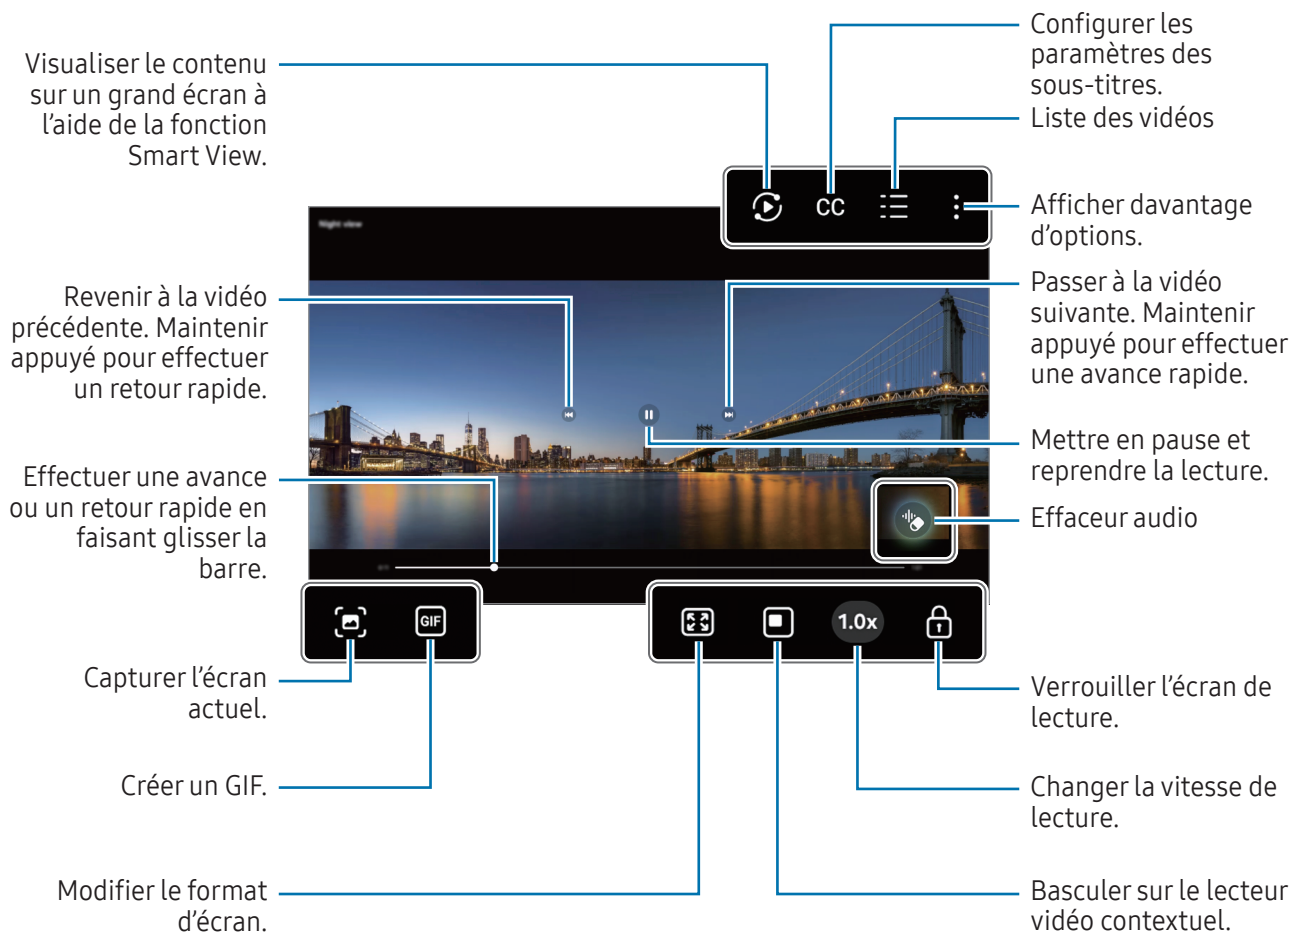 Visualiser le contenu
sur un grand écran à
l'aide de la fonction
Smart View.
Configurer les
paramètres des
sous-titres.
Liste des vidéos
CC
Afficher davantage
d'options.
Night view
Revenir à la vidéo
précédente. Maintenir
appuyé pour effectuer
un retour rapide.
Passer à la vidéo
suivante. Maintenir
appuyé pour effectuer
une avance rapide.
Mettre en pause et
reprendre la lecture.
Effectuer une avance
ou un retour rapide en
faisant glisser la
barre.
Effaceur audio
GIF
1.0x
Capturer l'écran
actuel.
Verrouiller l'écran de
lecture.
Créer un GIF.
Changer la vitesse de
lecture.
Modifier le format
d'écran.
Basculer sur le lecteur
vidéo contextuel.